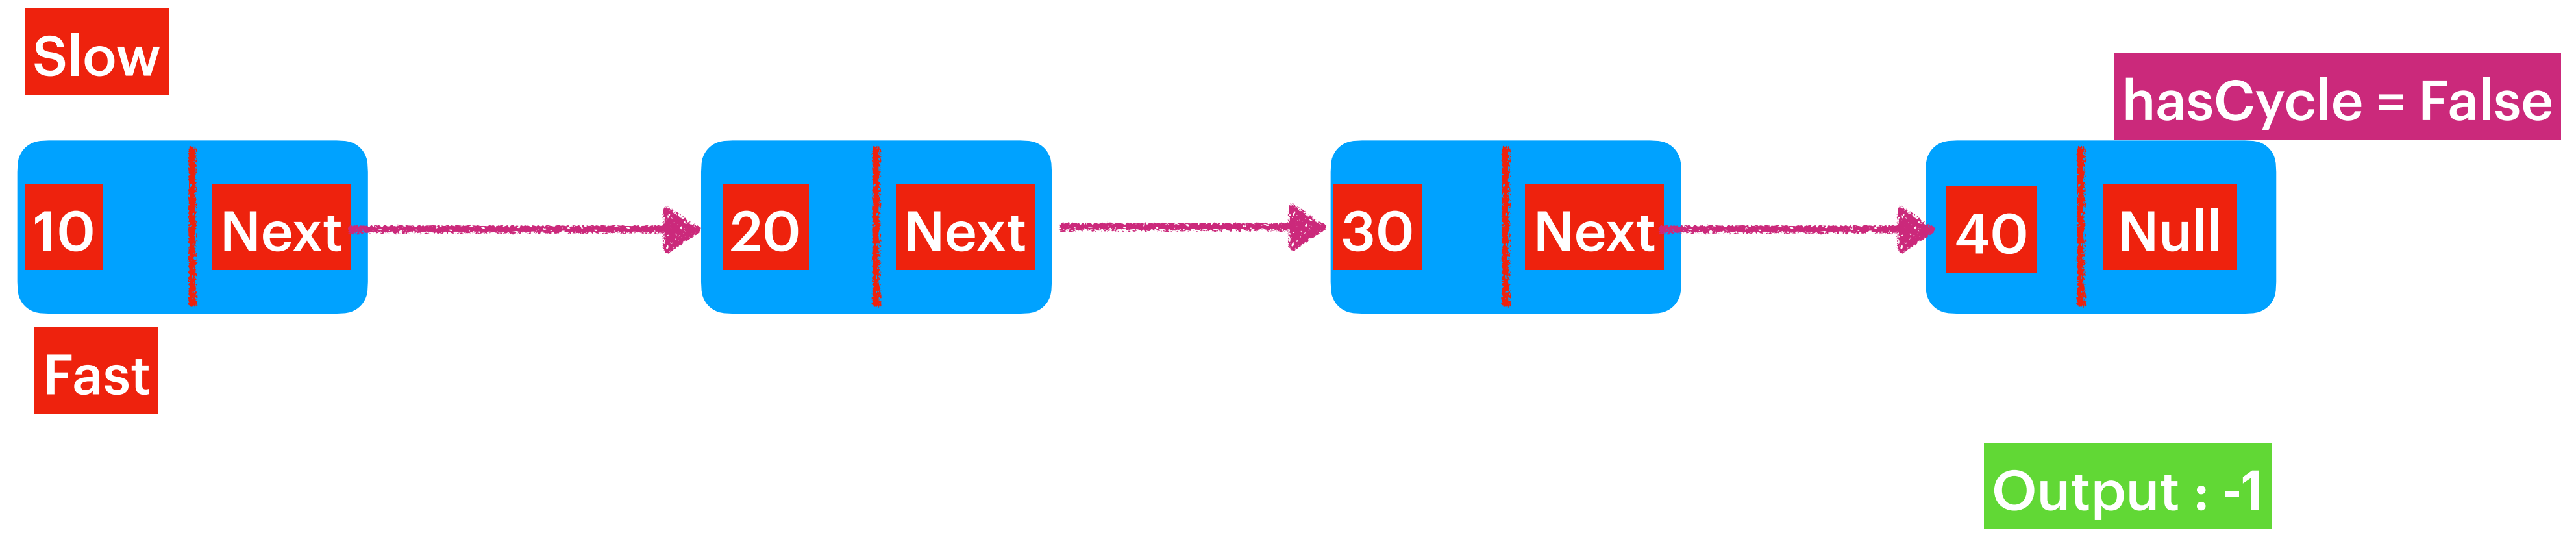 Slow
hasCycle = False
10 Next 20 Next 30 Next 40 Null
Fast
Output : -1